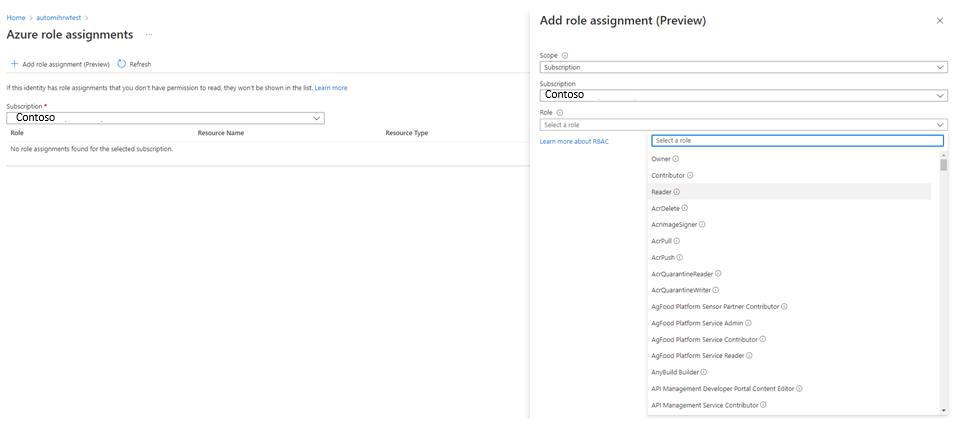 Home > automihrwtest >
Azure role assignments ...
+ Add role assignment (Preview) Refresh
If this identity has role assignments that you don't have permission to read, they won't be shown in the list. Learn more
Subscription *
Contoso
Role Resource Name Resource Type
No role assignments found for the selected subscription.
Add role assignment (Preview)
Scope
Subscription
Subscription
Contoso
Role
Select a role
Learn more about RBAC
Select a role
Owner
Contributor
Reader
AcrDelete
AcrImageSigner
AcrPull
AcrPush
AcrQuarantineReader
AcrQuarantineWriter
AgFood Platform Sensor Partner Contributor
AgFood Platform Service Admin
AgFood Platform Service Contributor
AgFood Platform Service Reader
AnyBuild Builder
API Management Developer Portal Content Editor
API Management Service Contributor